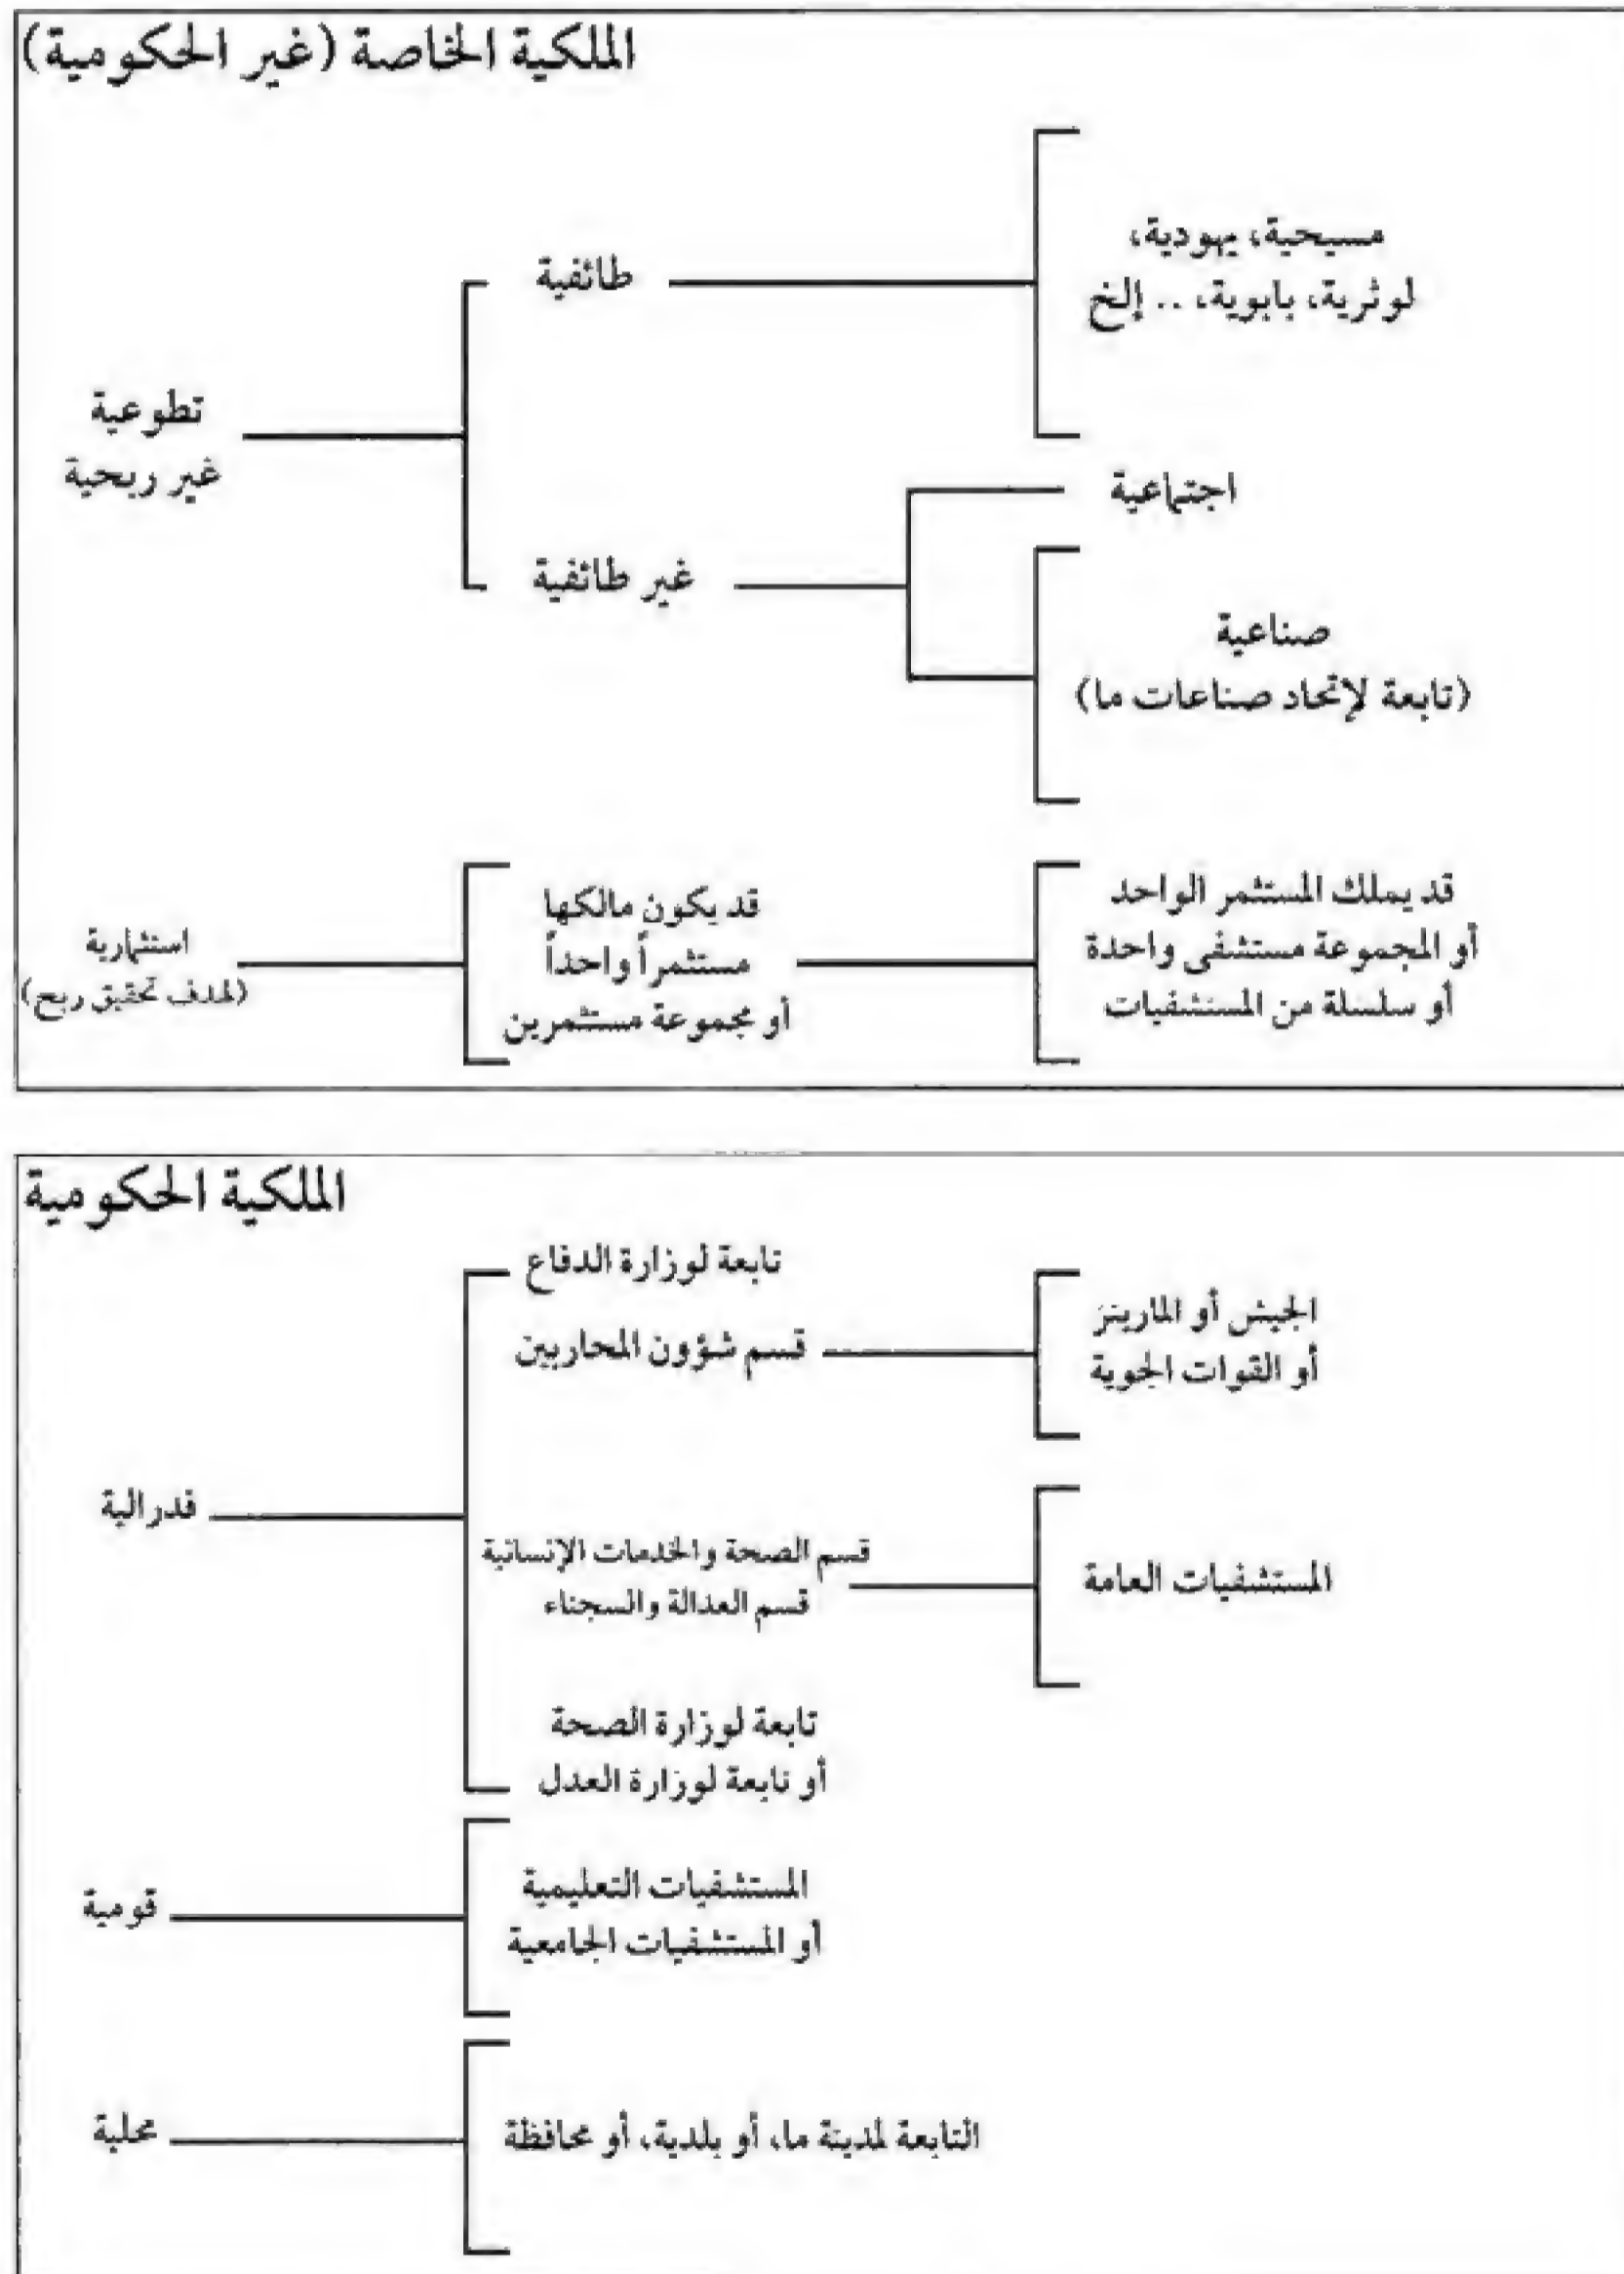 الملكية الخاصة (غير الحكومية)
تطوعية
غير ربحية
طائفية
مسيحية، يهودية،
لوثرية، بابوية، .. إلخ
غير طائفية
اجتماعية
صناعية
(تابعة لإتحاد صناعات ما)
استثمارية
(لهدف تحقيق ربح)
قد يكون مالكها
مستثمراً واحداً
أو مجموعة مستثمرين
قد يملك المستثمر الواحد
أو المجموعة مستشفى واحدة
أو سلسلة من المستشفيات
الملكية الحكومية
فدرالية
تابعة لوزارة الدفاع
قسم شؤون المحاربين
الجيش أو المارينز
أو القوات الجوية
قسم الصحة والخدمات الإنسانية
قسم العدالة والسجناء
المستشفيات العامة
تابعة لوزارة الصحة
أو تابعة لوزارة العدل
قومية
المستشفيات التعليمية
أو المستشفيات الجامعية
محلية
التابعة لمدينة ما، أو بلدية، أو محافظة